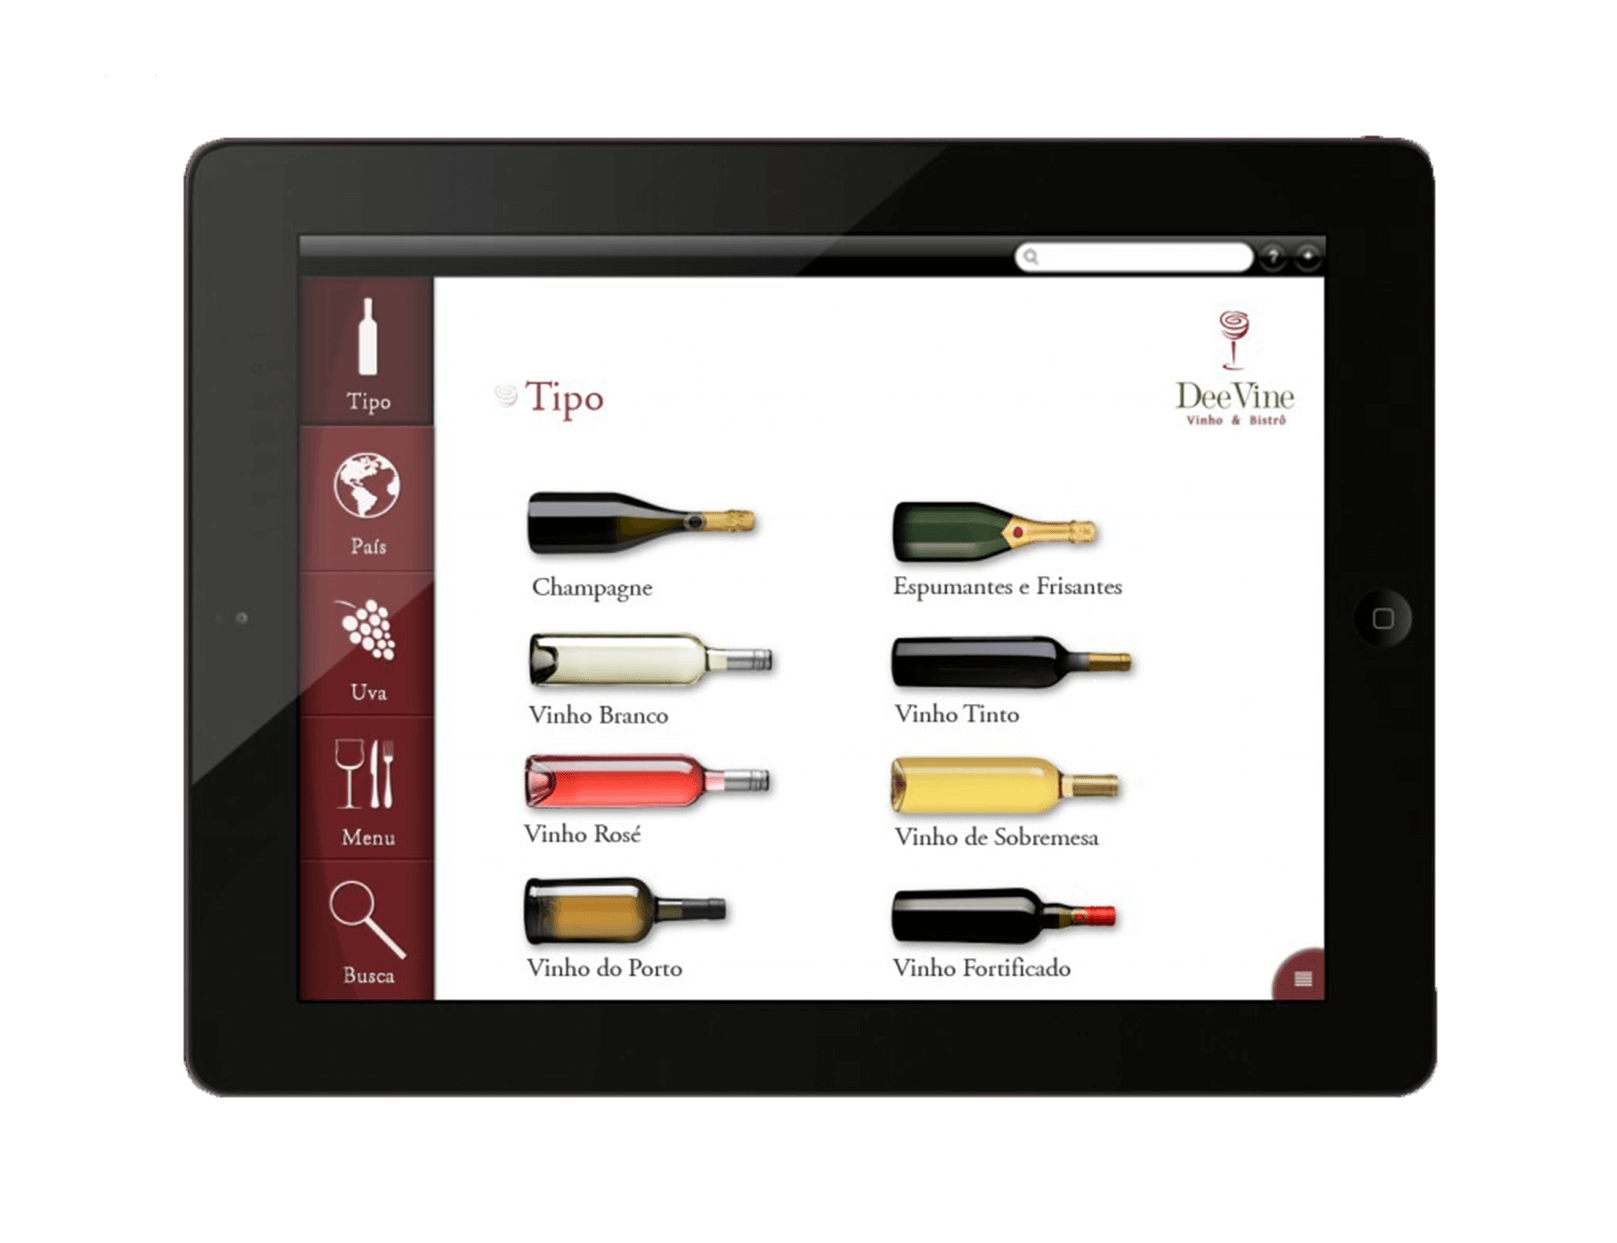 ?
Tipo
País
Uva
Menu
Busca
Tipo
DeeVine
Vinho & Bistrô
Champagne
Espumantes e Frisantes
Vinho Branco
Vinho Tinto
Vinho Rosé
Vinho de Sobremesa
Vinho do Porto
Vinho Fortificado